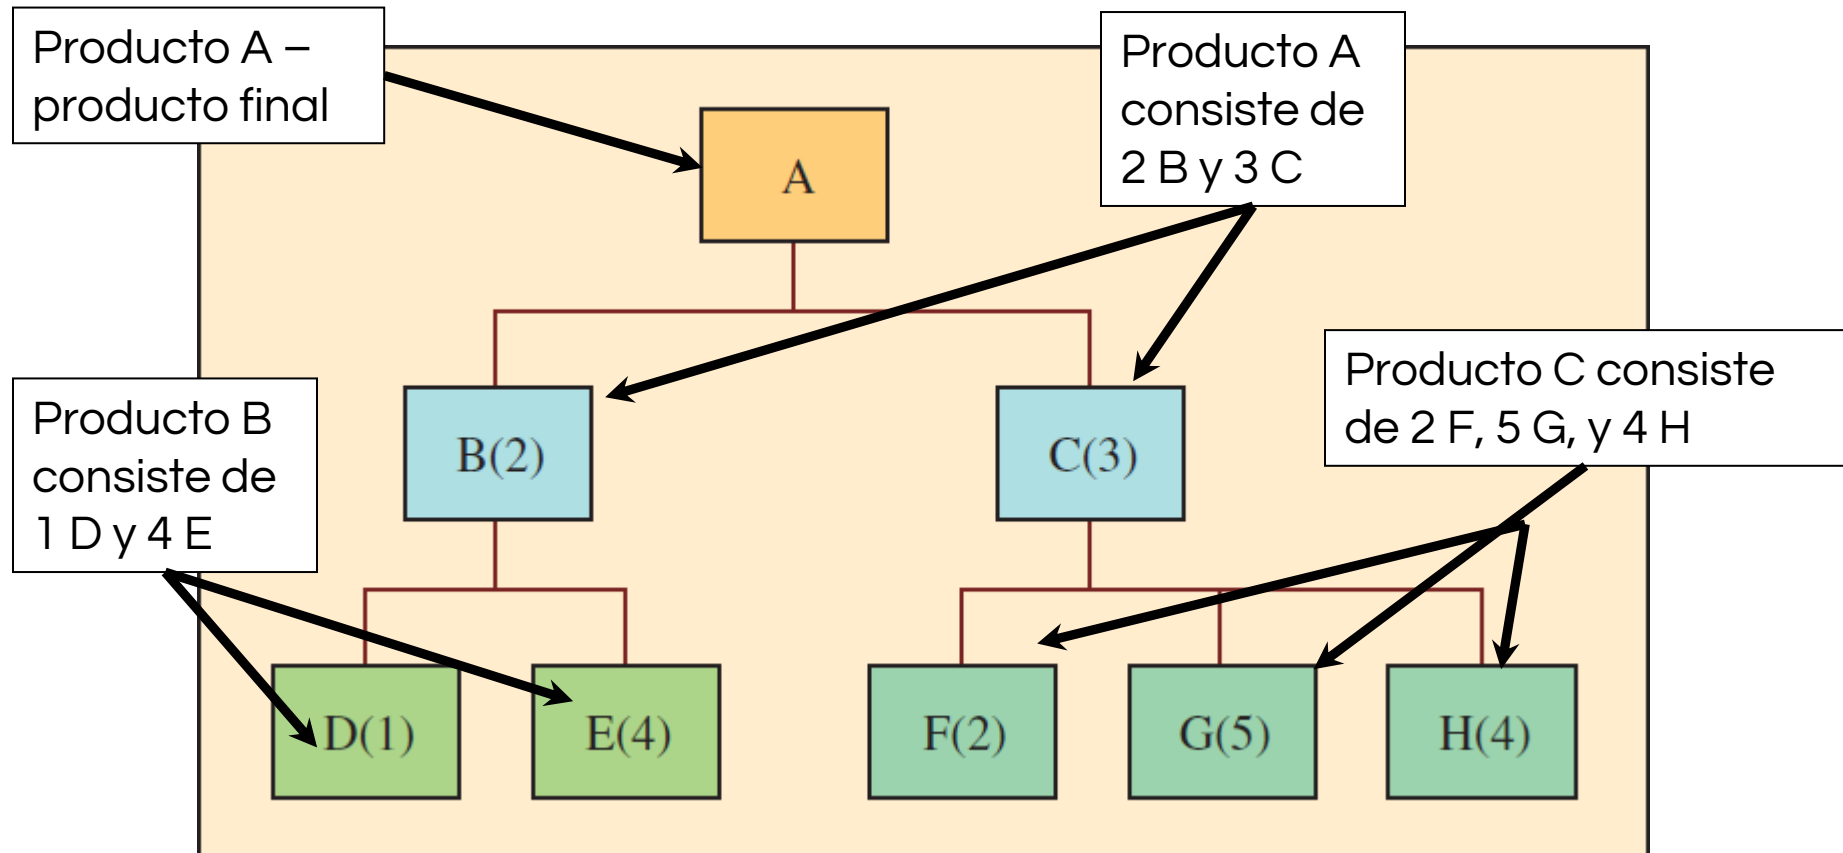 Producto A –
producto final
Producto A
consiste de
2 B y 3 C
A
Producto B
consiste de
1 D y 4 E
B(2)
C(3)
Producto C consiste
de 2 F, 5 G, y 4 H
D(1)
E(4)
F(2)
G(5)
H(4)